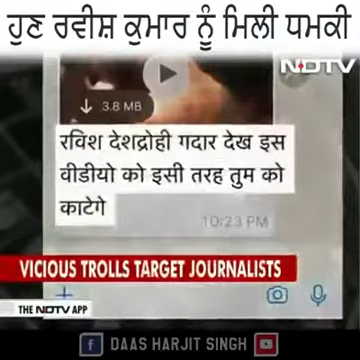 ਹੁਣ ਰਵੀਸ਼ ਕੁਮਾਰ ਨੂੰ ਮਿਲੀ ਧਮਕੀ
NDTV
↓ 3.8 MB
रविश देशद्रोही गदार देख इस
वीडीयो को इसी तरह तुम को
काटेगे
10:23 PM
VICIOUS TROLLS TARGET JOURNALISTS
THE NDTV APP
f DAAS HARJIT SINGH